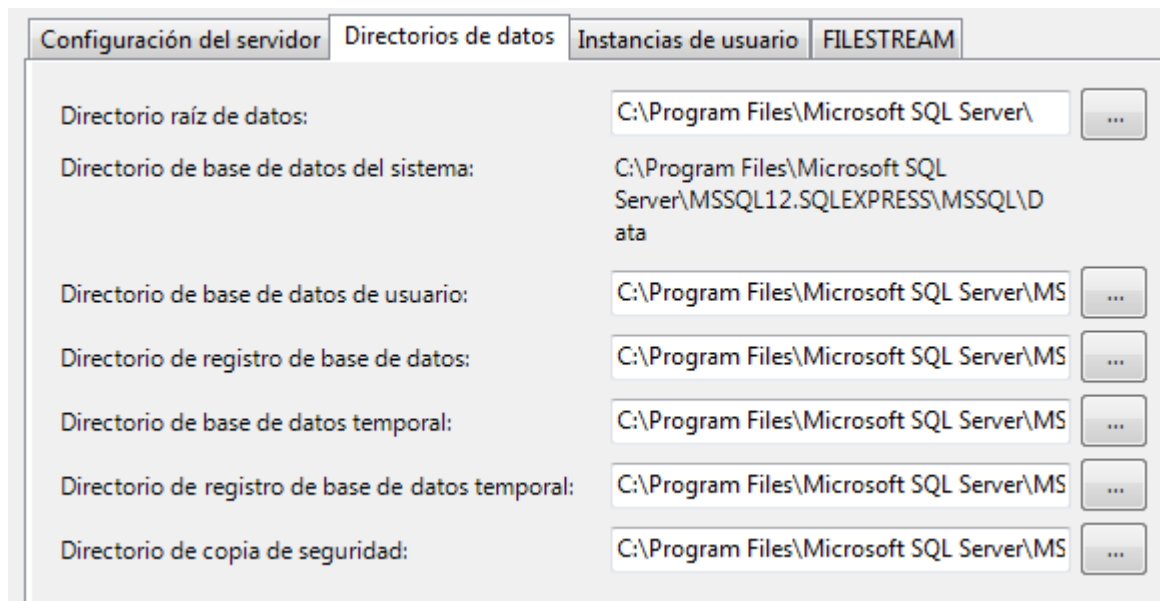 Configuración del servidor Directorios de datos Instancias de usuario FILESTREAM
Directorio raíz de datos: C:\Program Files\Microsoft SQL Server\ ...
Directorio de base de datos del sistema: C:\Program Files\Microsoft SQL
Server\MSSQL12.SQLEXPRESS\MSSQL\D
ata
Directorio de base de datos de usuario: C:\Program Files\Microsoft SQL Server\MS ...
Directorio de registro de base de datos: C:\Program Files\Microsoft SQL Server\MS ...
Directorio de base de datos temporal: C:\Program Files\Microsoft SQL Server\MS ...
Directorio de registro de base de datos temporal: C:\Program Files\Microsoft SQL Server\MS ...
Directorio de copia de seguridad: C:\Program Files\Microsoft SQL Server\MS ...